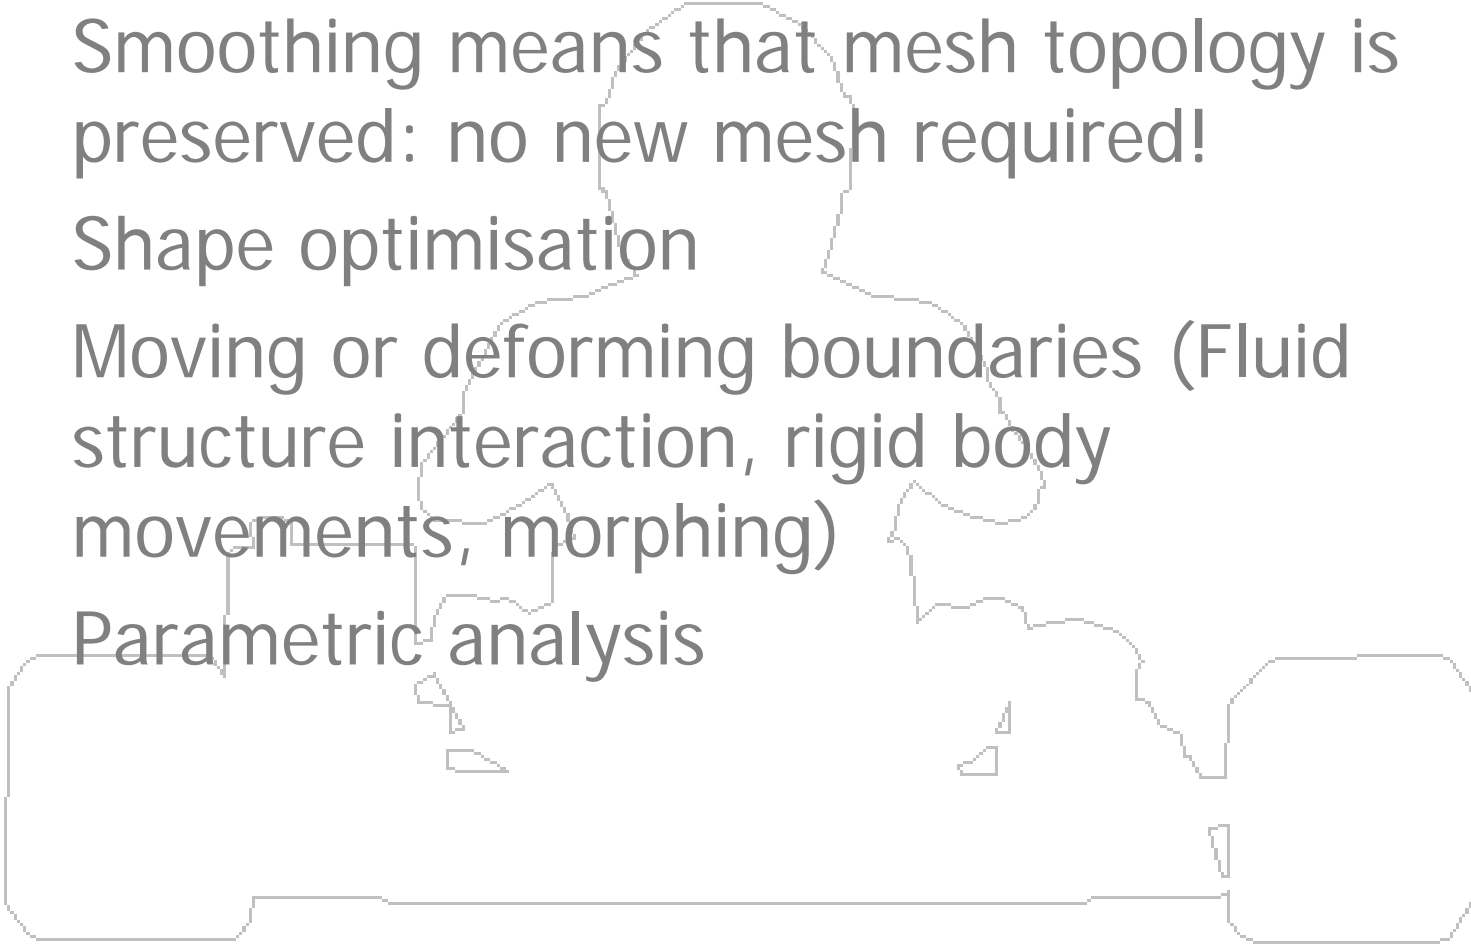 Smoothing means that mesh topology is
preserved: no new mesh required!
Shape optimisation
Moving or deforming boundaries (Fluid
structure interaction, rigid body
movements, morphing)
Parametric analysis